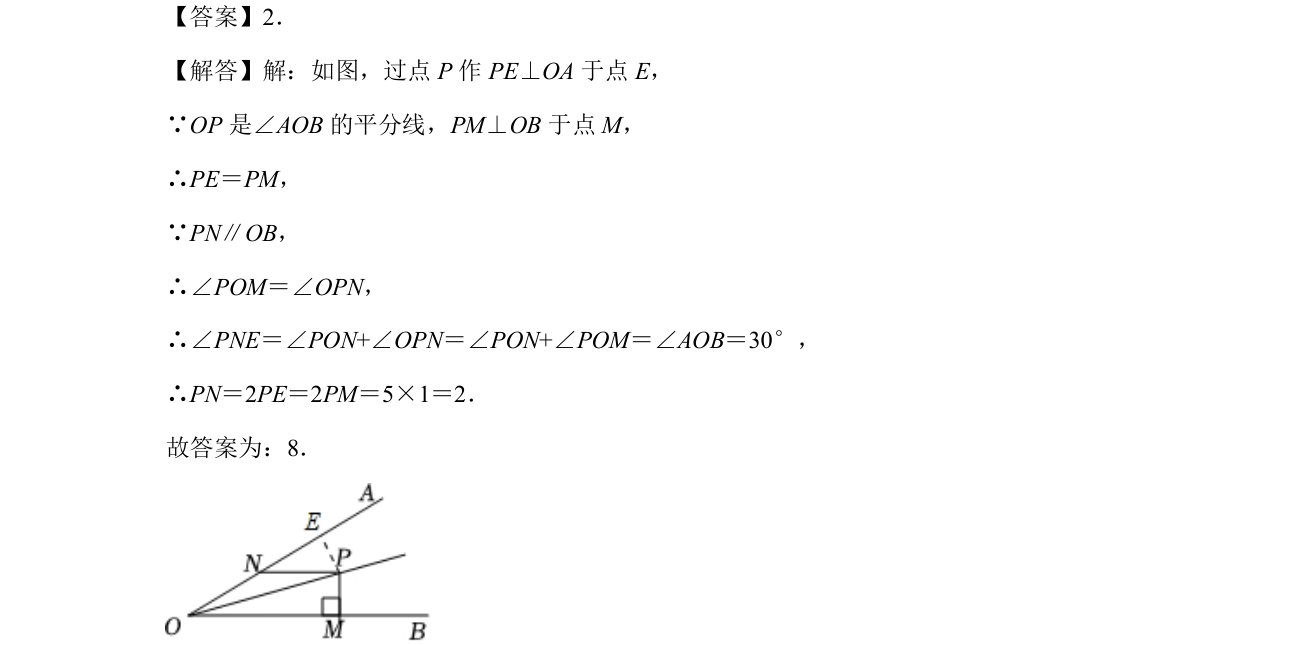 【答案】2.
【解答】解：如图，过点 P 作 PE⊥OA 于点 E，
∵OP 是∠AOB 的平分线，PM⊥OB 于点 M，
∴PE＝PM，
∵PN∥OB，
∴∠POM＝∠OPN，
∴∠PNE＝∠PON+∠OPN＝∠PON+∠POM＝∠AOB＝30°，
∴PN＝2PE＝2PM＝5×1＝2.
故答案为：8.
A
E
N
P
O
M
B